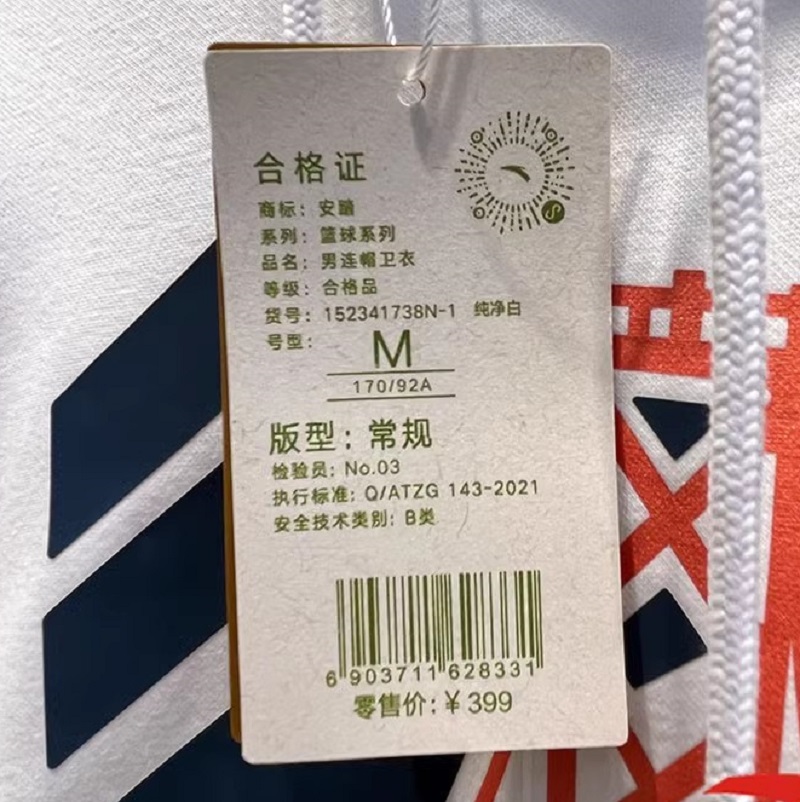 合格证
商标：安踏
系列：篮球系列
品名：男连帽卫衣
等级：合格品
货号：152341738N-1 纯净白
号型：
M
170/92A
版型：常规
检验员：No.03
执行标准：Q/ATZG 143-2021
安全技术类别：B类
6903711628331
零售价：¥399